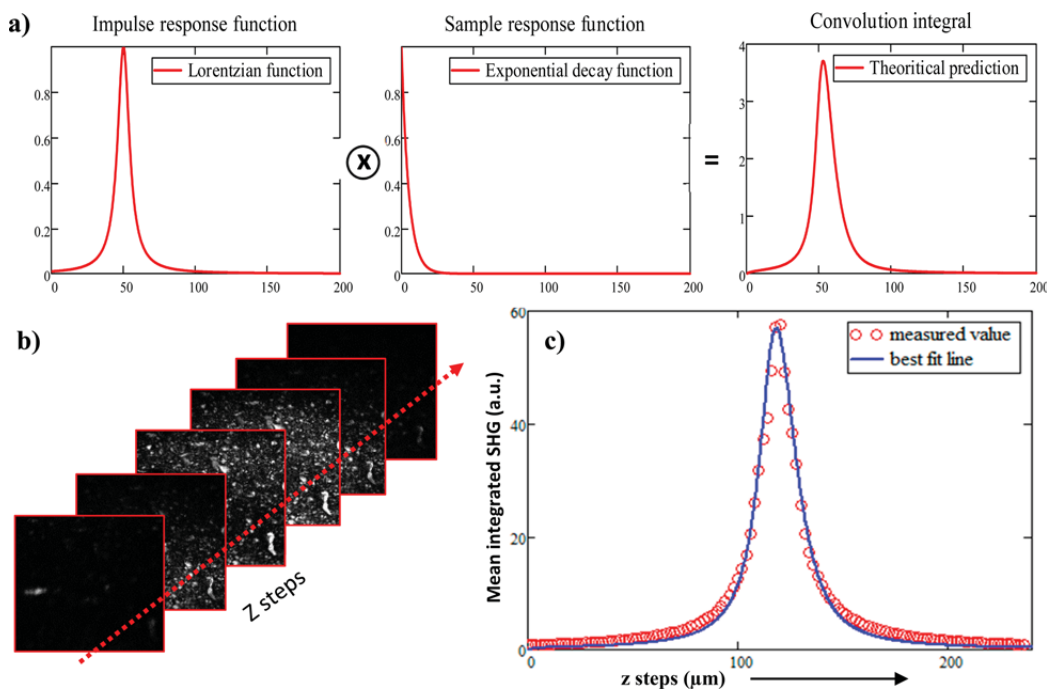 a)
Impulse response function
Sample response function
Convolution integral
Lorentzian function
Exponential decay function
Theoritical prediction
0.8
0.6
0.4
0.2
0
0 50 100 150 200
X
0.8
0.6
0.4
0.2
0
0 50 100 150 200
=
4
3
2
1
0
0 50 100 150 200
b)
Z steps
c)
measured value
best fit line
Mean integrated SHG (a.u.)
60
40
20
0
0 100 200
z steps (µm)